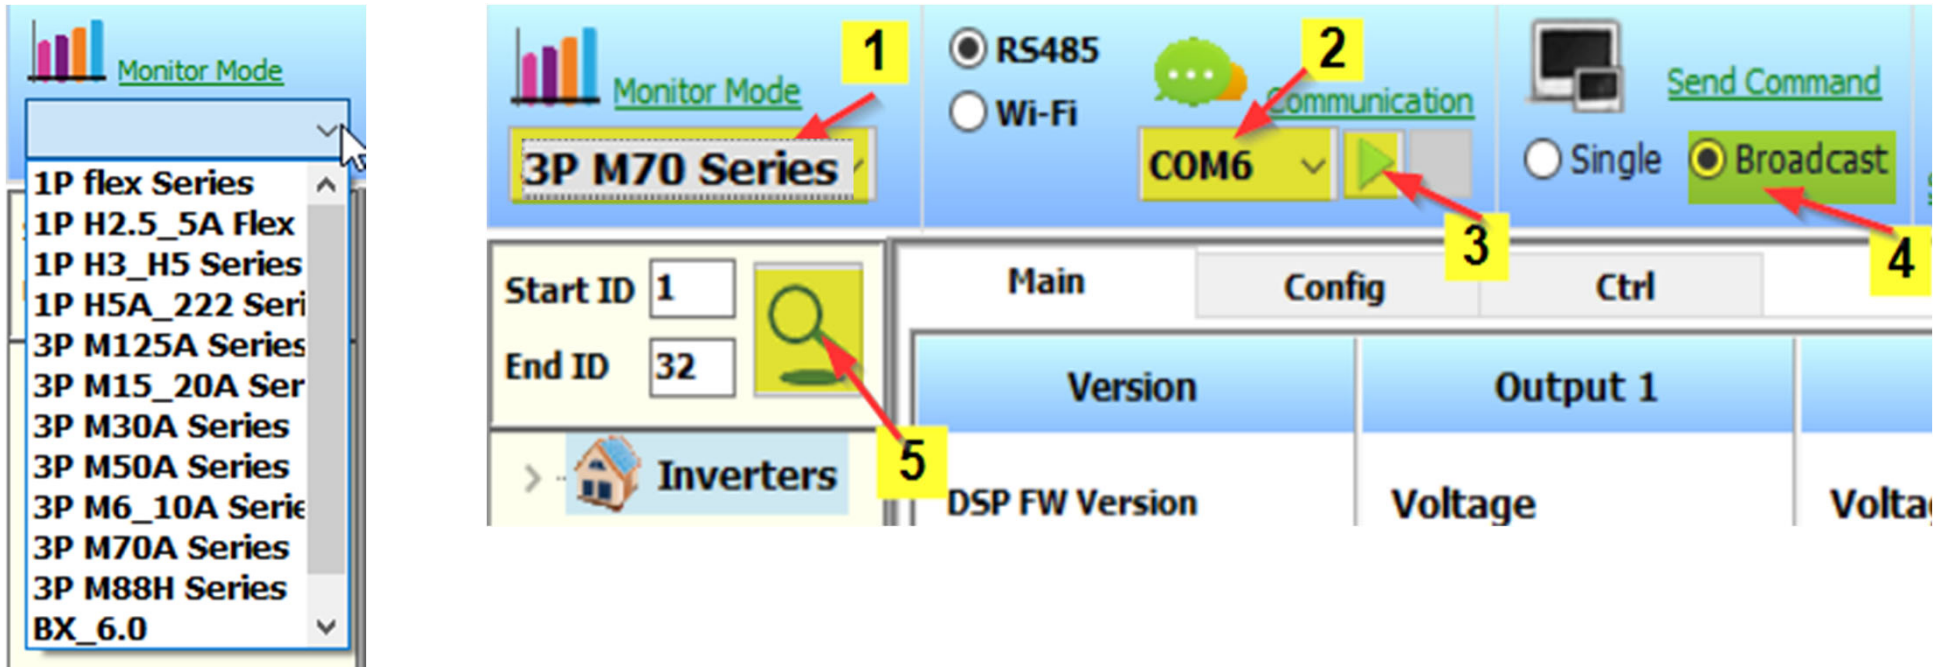 Monitor Mode
1P flex Series
1P H2.5_5A Flex
1P H3_H5 Series
1P H5A_222 Seri
3P M125A Series
3P M15_20A Ser
3P M30A Series
3P M50A Series
3P M6_10A Serie
3P M70A Series
3P M88H Series
BX_6.0
Monitor Mode
1
3P M70 Series
RS485
Wi-Fi
2
Communication
COM6
3
Send Command
Single
Broadcast
4
Start ID 1
End ID 32
5
Inverters
Main
Config
Ctrl
Version
Output 1
DSP FW Version
Voltage
Volta